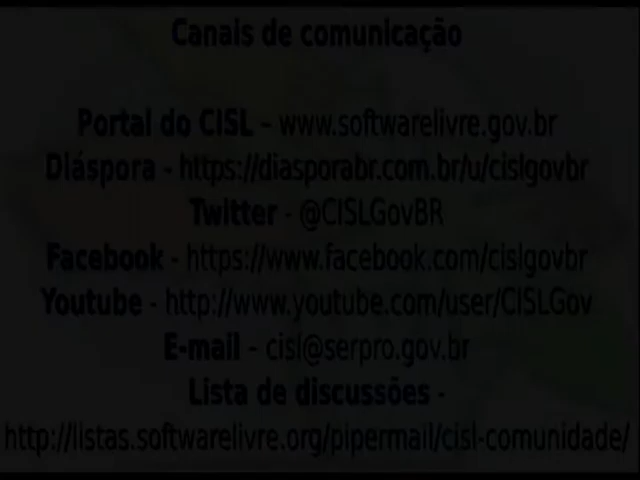 Canais de comunicação
Portal do CISL - www.softwarelivre.gov.br
Diáspora - https://diasporabr.com.br/u/cislgovbr
Twitter - @CISLGovBR
Facebook - https://www.facebook.com/cislgovbr
Youtube - http://www.youtube.com/user/CISLGov
E-mail - cisl@serpro.gov.br
Lista de discussões -
http://listas.softwarelivre.org/pipermail/cisl-comunidade/